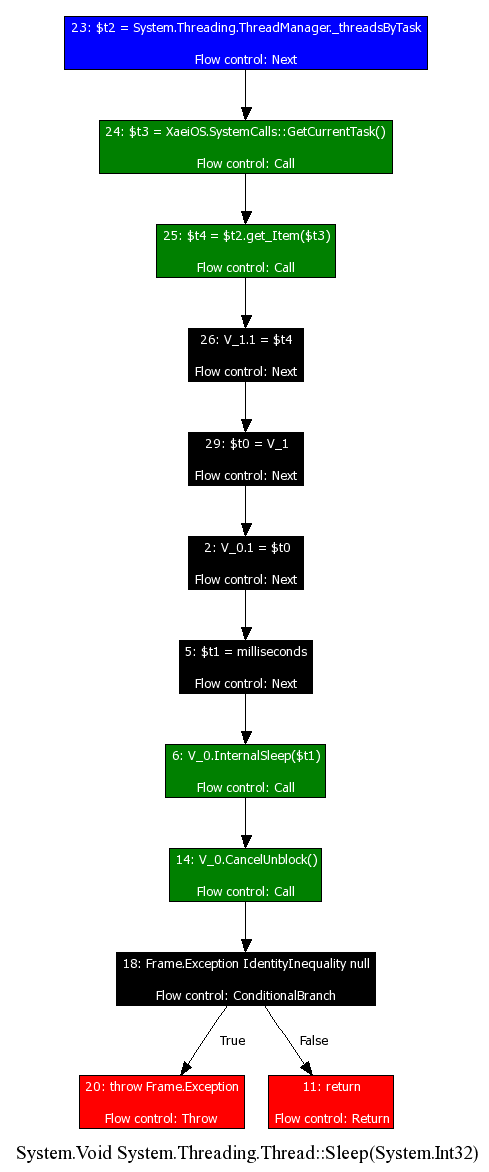 23: $t2 = System.Threading.ThreadManager._threadsByTask
Flow control: Next
24: $t3 = XaeiOS.SystemCalls::GetCurrentTask()
Flow control: Call
25: $t4 = $t2.get_Item($t3)
Flow control: Call
26: V_1.1 = $t4
Flow control: Next
29: $t0 = V_1
Flow control: Next
2: V_0.1 = $t0
Flow control: Next
5: $t1 = milliseconds
Flow control: Next
6: V_0.InternalSleep($t1)
Flow control: Call
14: V_0.CancelUnblock()
Flow control: Call
18: Frame.Exception IdentityInequality null
Flow control: ConditionalBranch
True
False
20: throw Frame.Exception
Flow control: Throw
11: return
Flow control: Return
System.Void System.Threading.Thread::Sleep(System.Int32)